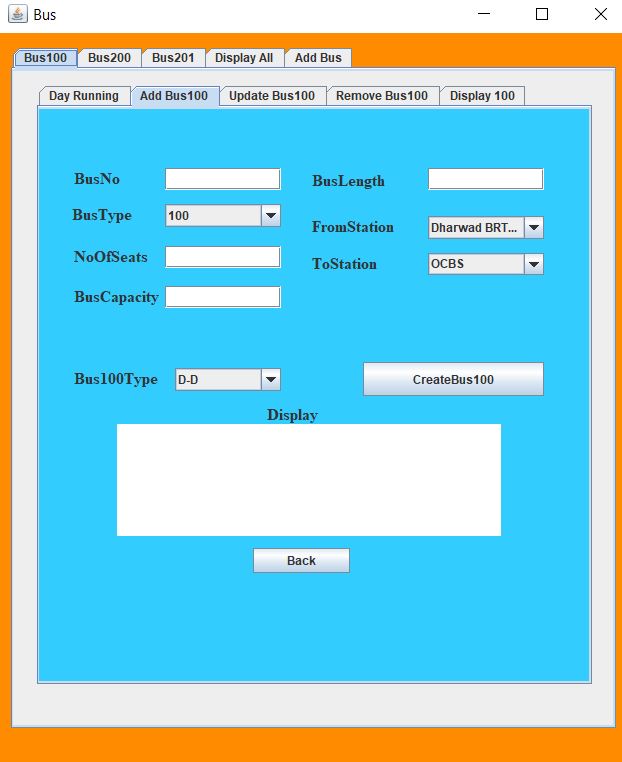 Bus
Bus100 Bus200 Bus201 Display All Add Bus
Day Running Add Bus100 Update Bus100 Remove Bus100 Display 100
BusNo BusLength
BusType 100
FromStation Dharwad BRT...
NoOfSeats
ToStation OCBS
BusCapacity
Bus100Type D-D CreateBus100
Display
Back